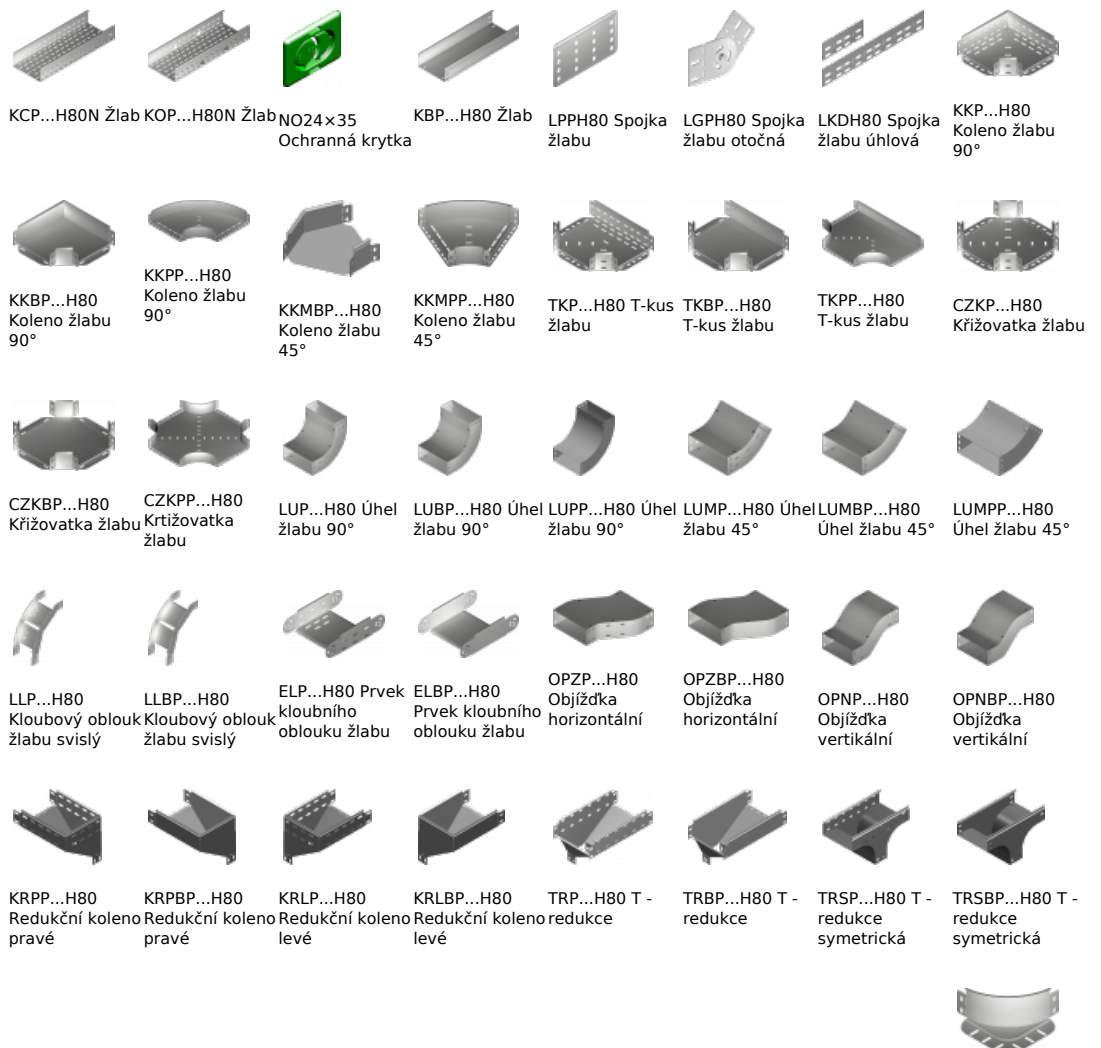 KCP...H80N Žlab
KOP...H80N Žlab
NO24×35
Ochranná krytka
KBP...H80 Žlab
LPPH80 Spojka
žlabu
LGPH80 Spojka
žlabu otočná
LKDH80 Spojka
žlabu úhlová
KKP...H80
Koleno žlabu
90°
KKBP...H80
Koleno žlabu
90°
KKPP...H80
Koleno žlabu
90°
KKMBP...H80
Koleno žlabu
45°
KKMPP...H80
Koleno žlabu
45°
TKP...H80 T-kus
žlabu
TKBP...H80
T-kus žlabu
TKPP...H80
T-kus žlabu
CZKP...H80
Křižovatka žlabu
CZKBP...H80
Křižovatka žlabu
CZKPP...H80
Krtižovatka
žlabu
LUP...H80 Úhel
žlabu 90°
LUBP...H80 Úhel
žlabu 90°
LUPP...H80 Úhel
žlabu 90°
LUMP...H80 Úhel
žlabu 45°
LUMBP...H80
Úhel žlabu 45°
LUMPP...H80
Úhel žlabu 45°
LLP...H80
Kloubový oblouk
žlabu svislý
LLBP...H80
Kloubový oblouk
žlabu svislý
ELP...H80 Prvek
kloubního
oblouku žlabu
ELBP...H80
Prvek kloubního
oblouku žlabu
OPZP...H80
Objížďka
horizontální
OPZBP...H80
Objížďka
horizontální
OPNP...H80
Objížďka
vertikální
OPNBP...H80
Objížďka
vertikální
KRPP...H80
Redukční koleno
pravé
KRPBP...H80
Redukční koleno
pravé
KRLP...H80
Redukční koleno
levé
KRLBP...H80
Redukční koleno
levé
TRP...H80 T -
redukce
TRBP...H80 T -
redukce
TRSP...H80 T -
redukce
symetrická
TRSBP...H80 T -
redukce
symetrická